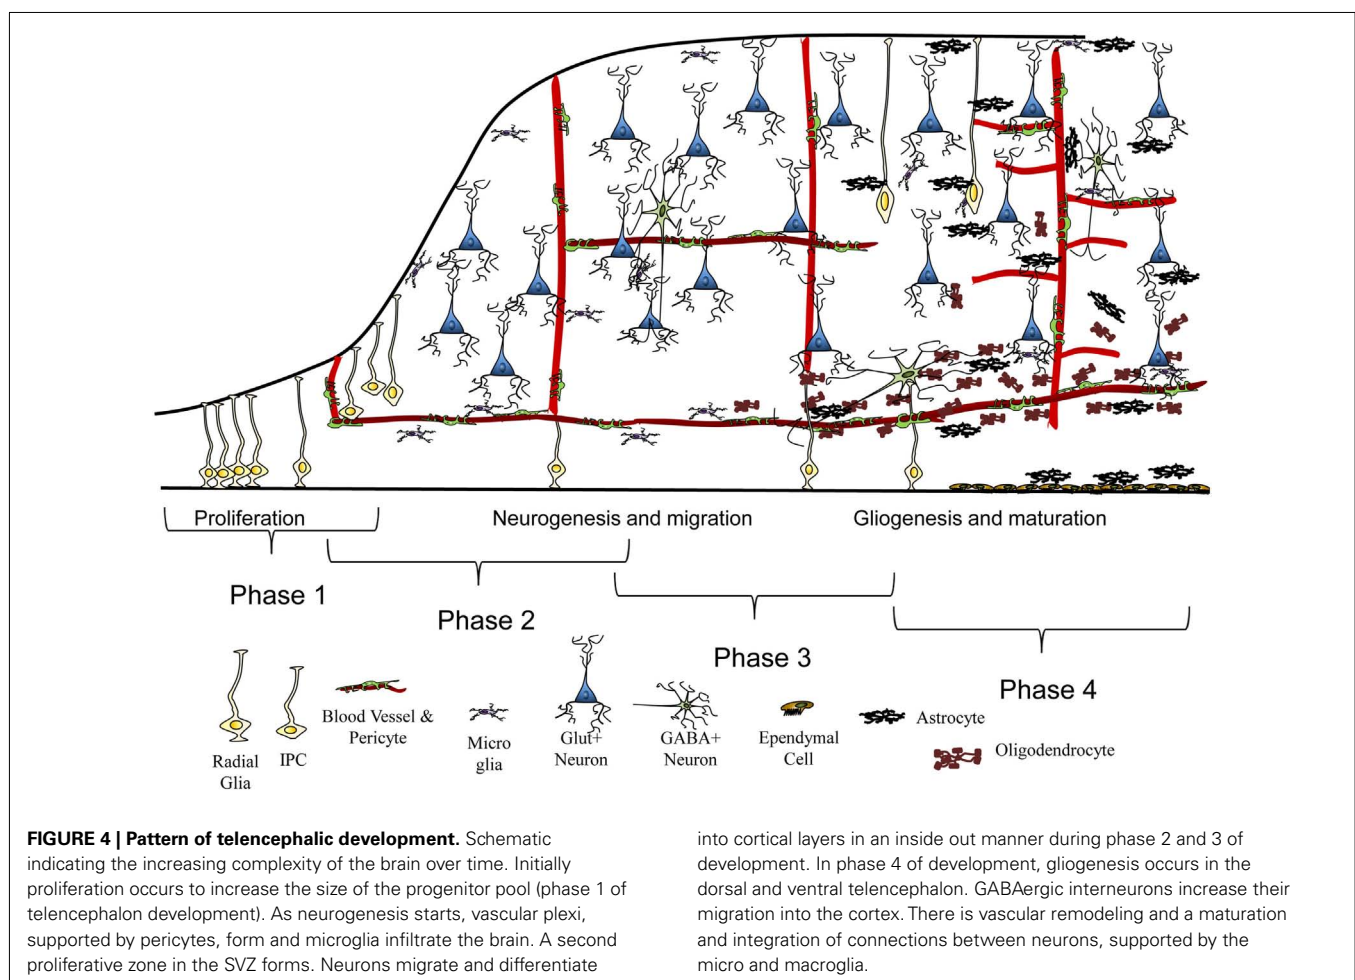 Proliferation
Neurogenesis and migration
Gliogenesis and maturation
Phase 1
Phase 2
Phase 3
Phase 4
Radial
Glia
IPC
Blood Vessel &
Pericyte
Micro
glia
Glut+
Neuron
GABA+
Neuron
Ependymal
Cell
Astrocyte
Oligodendrocyte
FIGURE 4 | Pattern of telencephalic development. Schematic
indicating the increasing complexity of the brain over time. Initially
proliferation occurs to increase the size of the progenitor pool (phase 1 of
telencephalon development). As neurogenesis starts, vascular plexi,
supported by pericytes, form and microglia infiltrate the brain. A second
proliferative zone in the SVZ forms. Neurons migrate and differentiate
into cortical layers in an inside out manner during phase 2 and 3 of
development. In phase 4 of development, gliogenesis occurs in the
dorsal and ventral telencephalon. GABAergic interneurons increase their
migration into the cortex. There is vascular remodeling and a maturation
and integration of connections between neurons, supported by the
micro and macroglia.